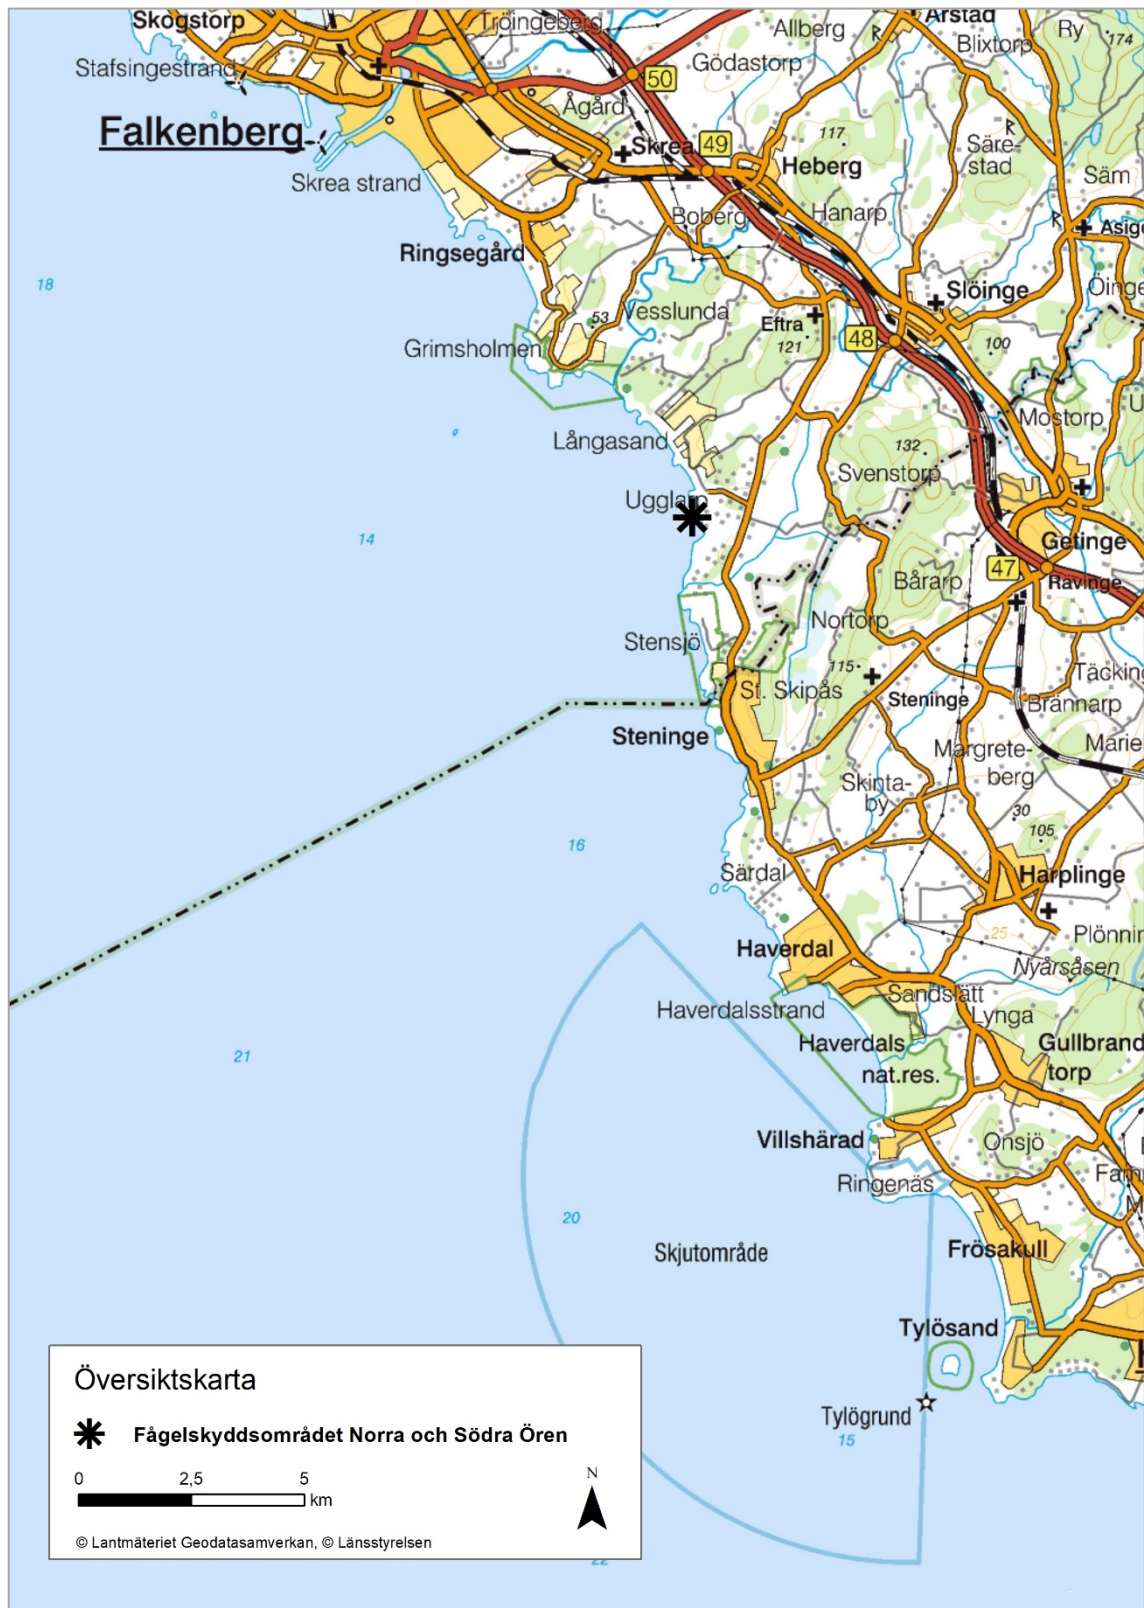 Skogstorp
Tröingeberg
Allberg
Årstad
Blixtorp
Ry
174
Stafsingestrand
50
Gödastorp
Ågård
Falkenberg
Skrea
49
117
Heberg
Säre-
stad
Säm
Skrea strand
Boberg
Hanarp
Asige
Ringsegård
18
Slöinge
Öinge
53
Vesslunda
Eftra
121
48
100
Grimsholmen
Mostorp
U
Långasand
132
Svenstorp
Ugglarp
14
Getinge
47
Rävinge
Bårarp
Nortorp
Stensjö
115
St. Skipås
Steninge
Täcking
Brännarp
Steninge
Margrete-
berg
Marie
Skinta-
by
30
105
16
Särdal
Harplinge
Haverdal
25
Plönnin
Nyårsåsen
Haverdalsstrand
Sandslätt
Lynga
21
Haverdals
nat.res.
Gullbrand
torp
Villshärad
Onsjö
Ringenäs
Fam
M
20
Skjutområde
Frösakull
Tylösand
Tylögrund
15
Översiktskarta
Fågelskyddsområdet Norra och Södra Ören
0 2,5 5
km
N
© Lantmäteriet Geodatasamverkan, © Länsstyrelsen
22